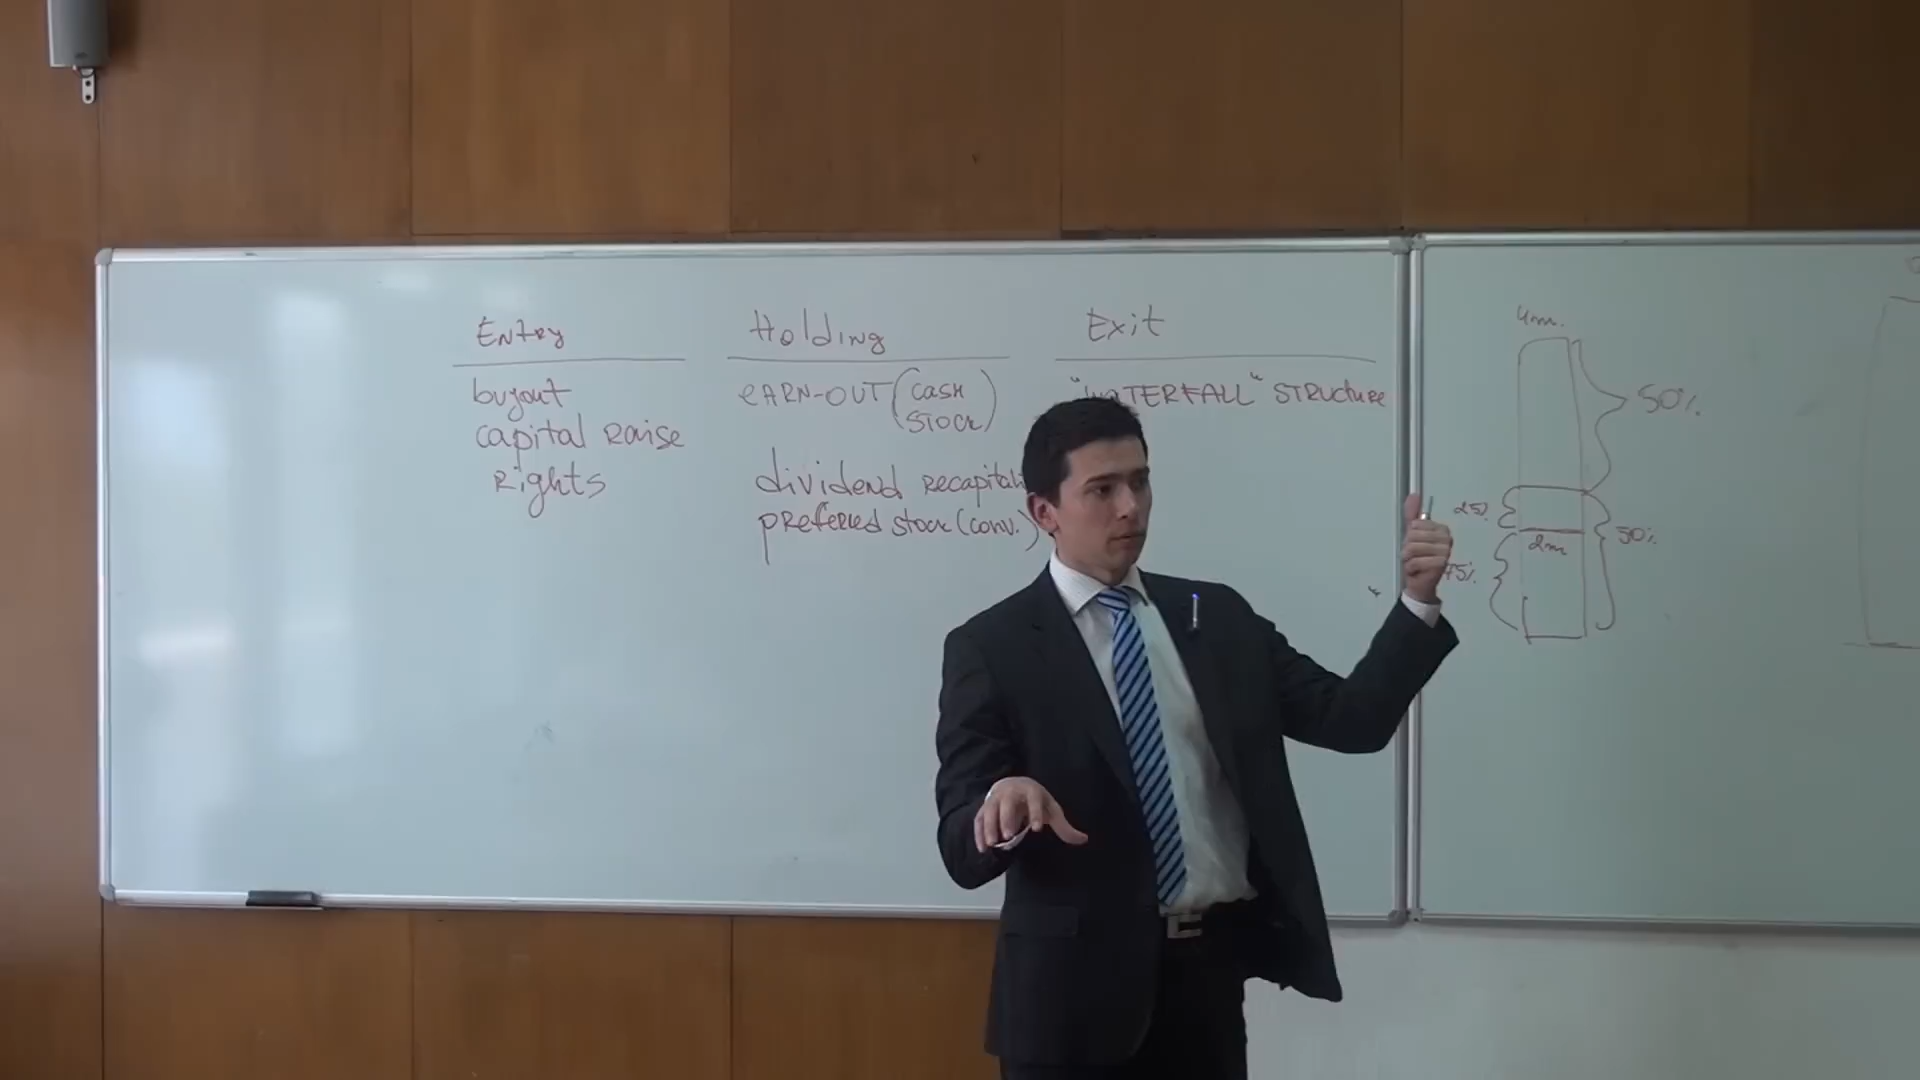 Entry
buyout
capital raise
rights
Holding
EARN-OUT (cash
stock)
dividend recapitali
preferred stock (conv.)
Exit
"WATERFALL" STRUCTURE
4m.
50%
25%
2m
50%
75%